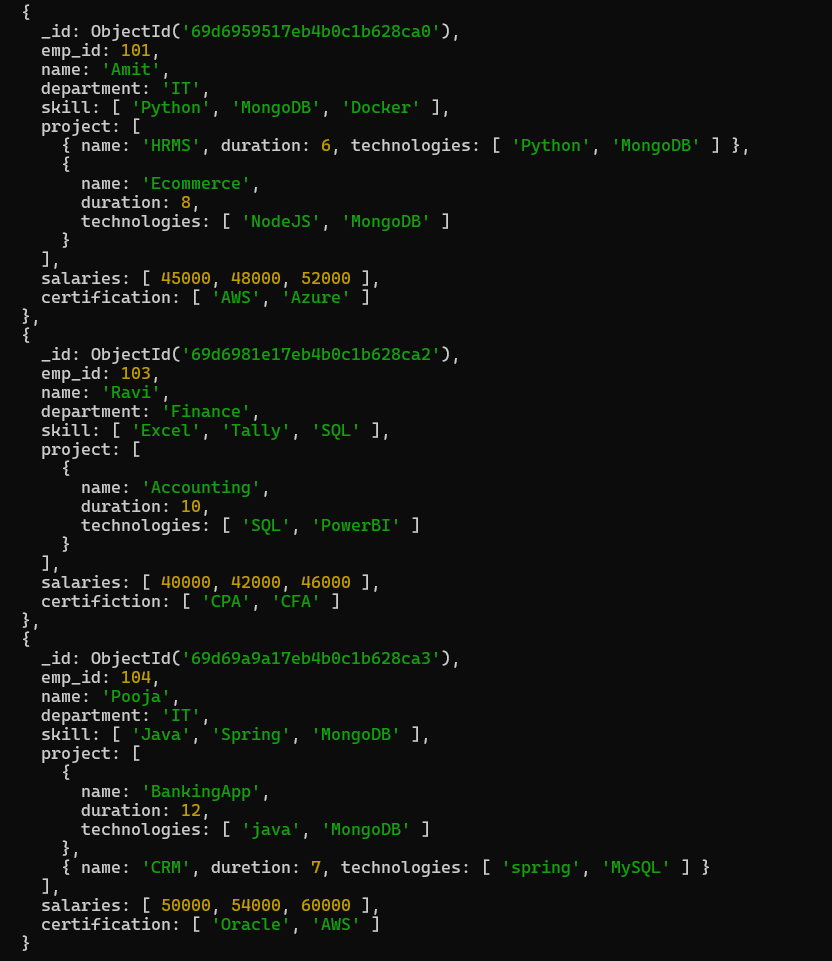 {
_id: ObjectId('69d6959517eb4b0c1b628ca0'),
emp_id: 101,
name: 'Amit',
department: 'IT',
skill: [ 'Python', 'MongoDB', 'Docker' ],
project: [
{ name: 'HRMS', duration: 6, technologies: [ 'Python', 'MongoDB' ] },
{
name: 'Ecommerce',
duration: 8,
technologies: [ 'NodeJS', 'MongoDB' ]
}
],
salaries: [ 45000, 48000, 52000 ],
certification: [ 'AWS', 'Azure' ]
},
{
_id: ObjectId('69d6981e17eb4b0c1b628ca2'),
emp_id: 103,
name: 'Ravi',
department: 'Finance',
skill: [ 'Excel', 'Tally', 'SQL' ],
project: [
{
name: 'Accounting',
duration: 10,
technologies: [ 'SQL', 'PowerBI' ]
}
],
salaries: [ 40000, 42000, 46000 ],
certifiction: [ 'CPA', 'CFA' ]
},
{
_id: ObjectId('69d69a9a17eb4b0c1b628ca3'),
emp_id: 104,
name: 'Pooja',
department: 'IT',
skill: [ 'Java', 'Spring', 'MongoDB' ],
project: [
{
name: 'BankingApp',
duration: 12,
technologies: [ 'java', 'MongoDB' ]
},
{ name: 'CRM', duretion: 7, technologies: [ 'spring', 'MySQL' ] }
],
salaries: [ 50000, 54000, 60000 ],
certification: [ 'Oracle', 'AWS' ]
}